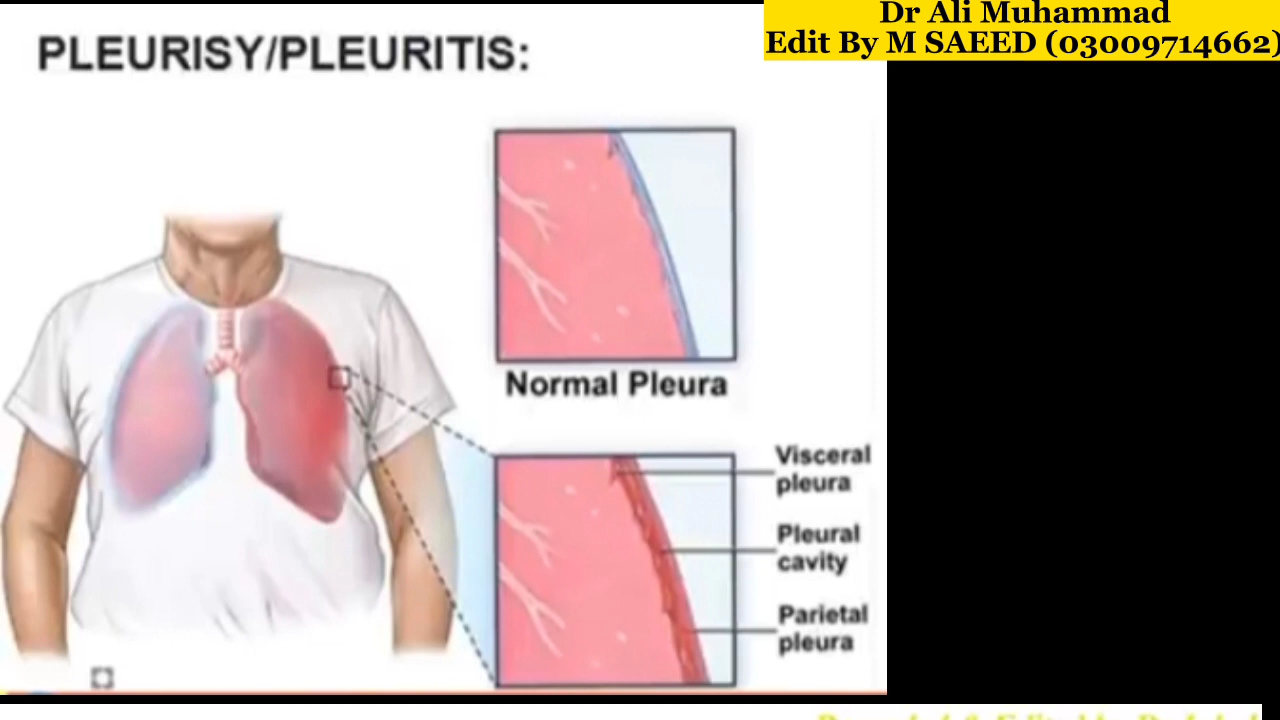 Dr Ali Muhammad
Edit By M SAEED (03009714662)
PLEURISY/PLEURITIS:
Normal Pleura
Visceral
pleura
Pleural
cavity
Parietal
pleura